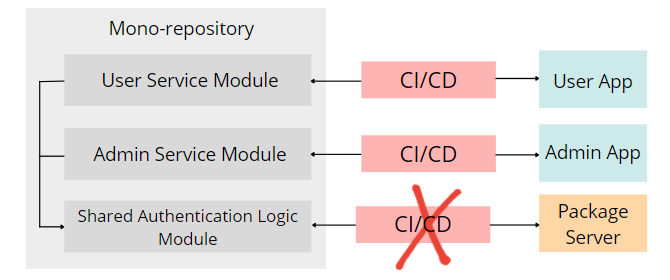 Mono-repository
User Service Module
CI/CD
User App
Admin Service Module
CI/CD
Admin App
Shared Authentication Logic
Module
CI/CD
Package
Server